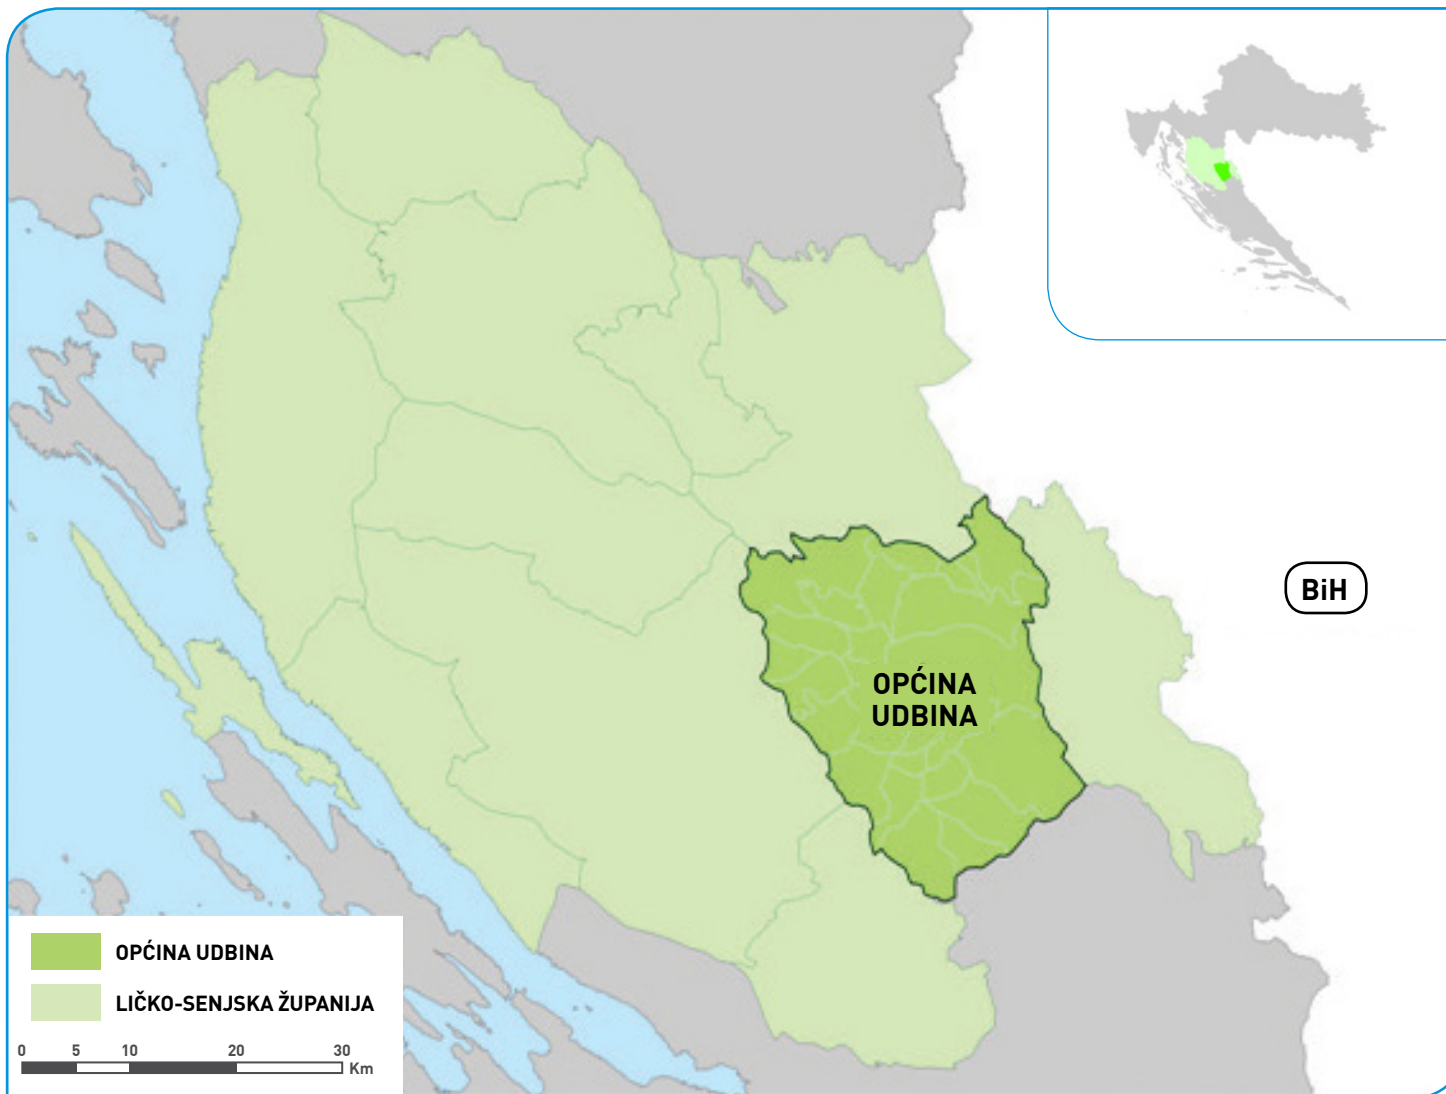 BiH
OPĆINA
UDBINA
OPĆINA UDBINA
LIČKO-SENJSKA ŽUPANIJA
0 5 10 20 30
Km